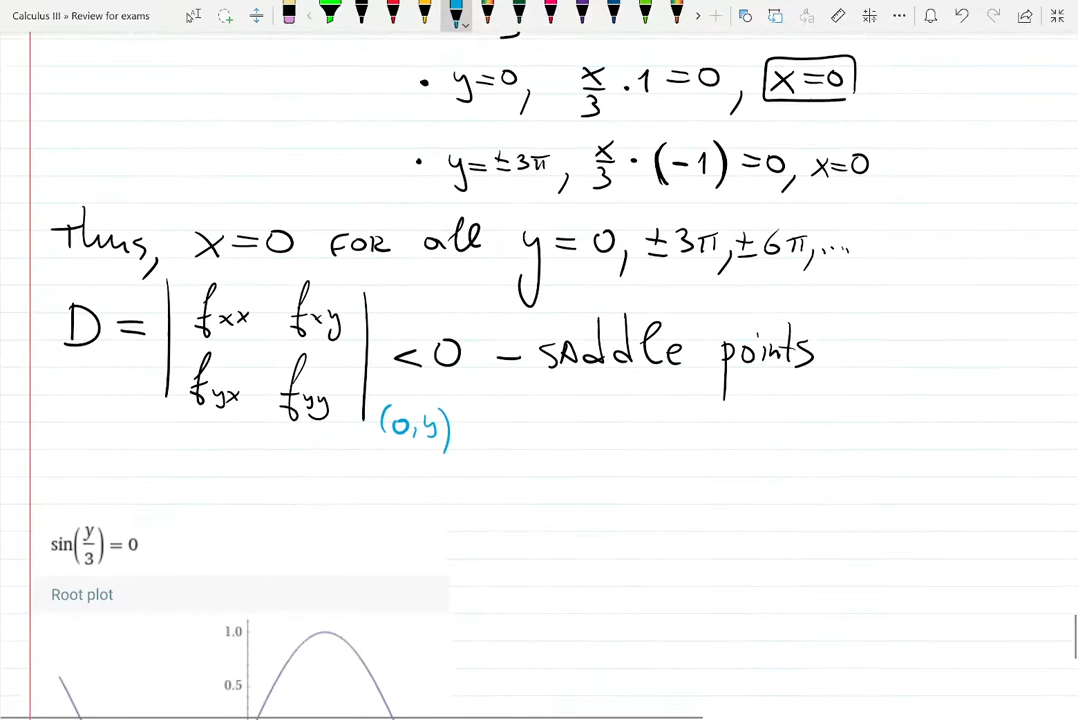 Calculus III » Review for exams
• y=0, x/3 · 1 = 0, x=0
• y=±3π, x/3 · (-1) = 0, x=0
Thus, x=0 FOR all y = 0, ±3π, ±6π, ...
D = | fxx fxy |
| fyx fyy | (0,y) < 0 – saddle points
sin(y/3) = 0
Root plot
1.0
0.5